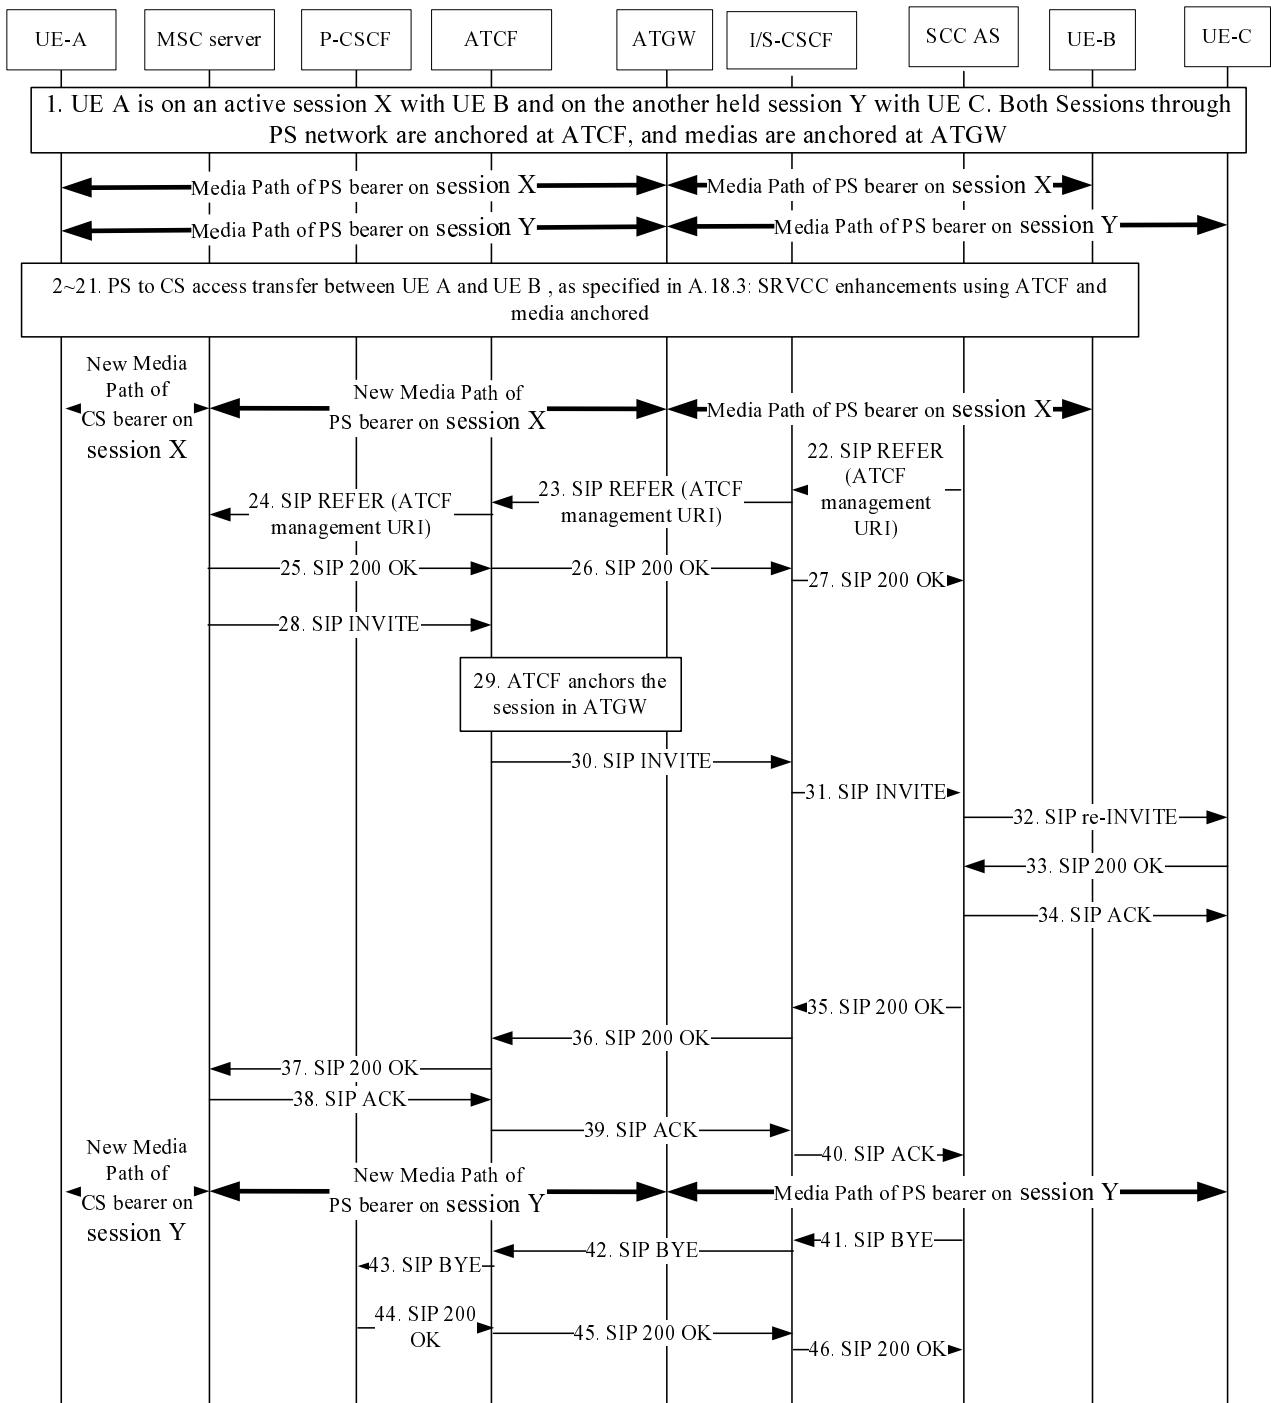 UE-A
MSC server
P-CSCF
ATCF
ATGW
I/S-CSCF
SCC AS
UE-B
UE-C
1. UE A is on an active session X with UE B and on the another held session Y with UE C. Both Sessions through
PS network are anchored at ATCF, and medias are anchored at ATGW
Media Path of PS bearer on session X
Media Path of PS bearer on session X
Media Path of PS bearer on session Y
Media Path of PS bearer on session Y
2~21. PS to CS access transfer between UE A and UE B , as specified in A.18.3: SRVCC enhancements using ATCF and
media anchored
New Media
Path of
CS bearer on
session X
New Media Path of
PS bearer on session X
Media Path of PS bearer on session X
22. SIP REFER
(ATCF
management
URI)
23. SIP REFER (ATCF
management URI)
24. SIP REFER (ATCF
management URI)
25. SIP 200 OK
26. SIP 200 OK
27. SIP 200 OK
28. SIP INVITE
29. ATCF anchors the
session in ATGW
30. SIP INVITE
31. SIP INVITE
32. SIP re-INVITE
33. SIP 200 OK
34. SIP ACK
35. SIP 200 OK
36. SIP 200 OK
37. SIP 200 OK
38. SIP ACK
39. SIP ACK
40. SIP ACK
New Media
Path of
CS bearer on
session Y
New Media Path of
PS bearer on session Y
Media Path of PS bearer on session Y
41. SIP BYE
42. SIP BYE
43. SIP BYE
44. SIP 200
OK
45. SIP 200 OK
46. SIP 200 OK